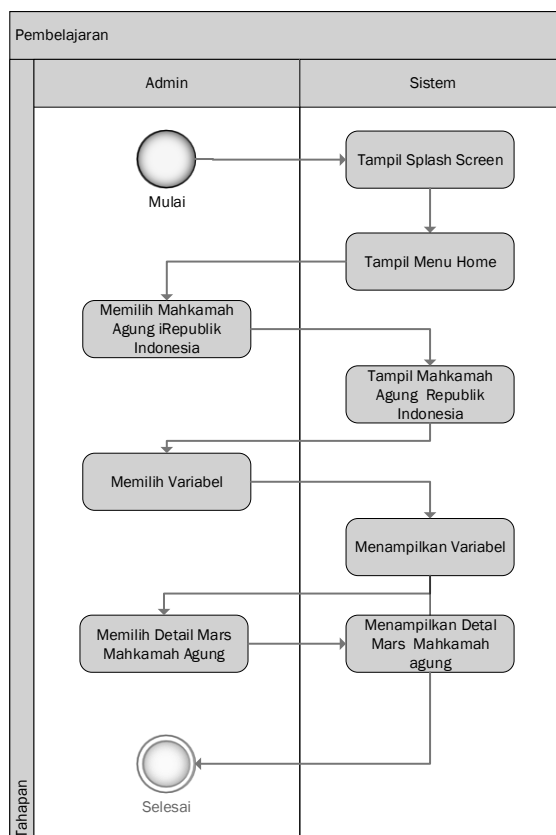 Pembelajaran
Admin
Sistem
Tampil Splash Screen
Mulai
Tampil Menu Home
Memilih Mahkamah
Agung iRepublik
Indonesia
Tampil Mahkamah
Agung Republik
Indonesia
Memilih Variabel
Menampilkan Variabel
Memilih Detail Mars
Mahkamah Agung
Menampilkan Detal
Mars Mahkamah
agung
Selesai
Tahapan